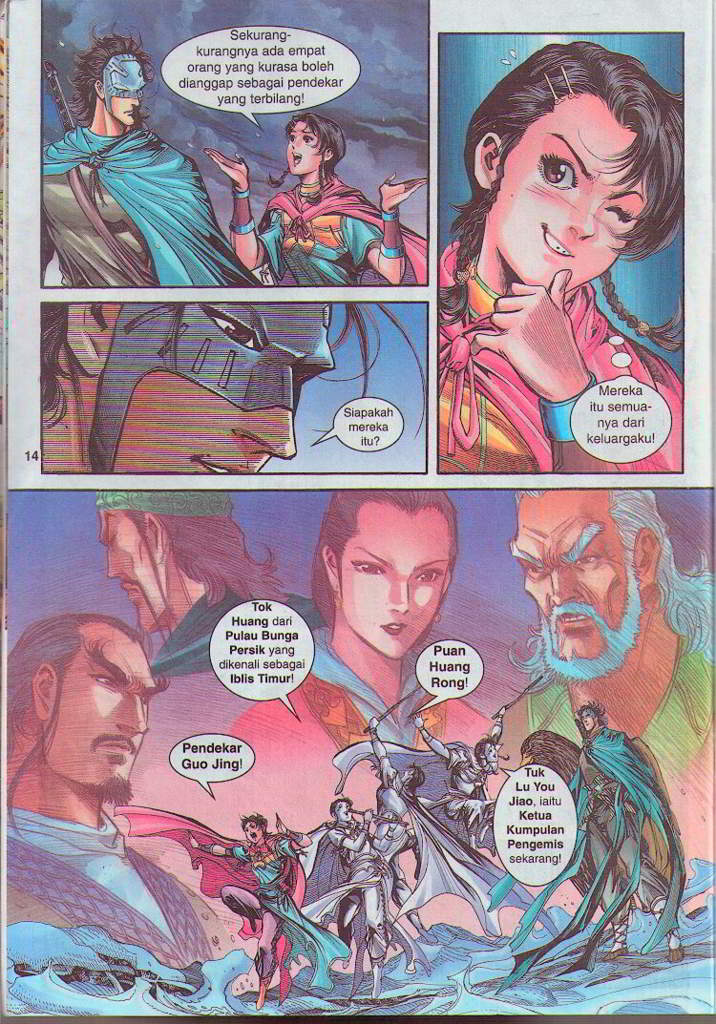 Sekurang-
kurangnya ada empat
orang yang kurasa boleh
dianggap sebagai pendekar
yang terbilang!
Mereka
itu semua-
nya dari
keluargaku!
Siapakah
mereka
itu?
14
Tok
Huang dari
Pulau Bunga
Persik yang
dikenali sebagai
Iblis Timur!
Puan
Huang
Rong!
Pendekar
Guo Jing!
Tuk
Lu You
Jiao, iaitu
Ketua
Kumpulan
Pengemis
sekarang!